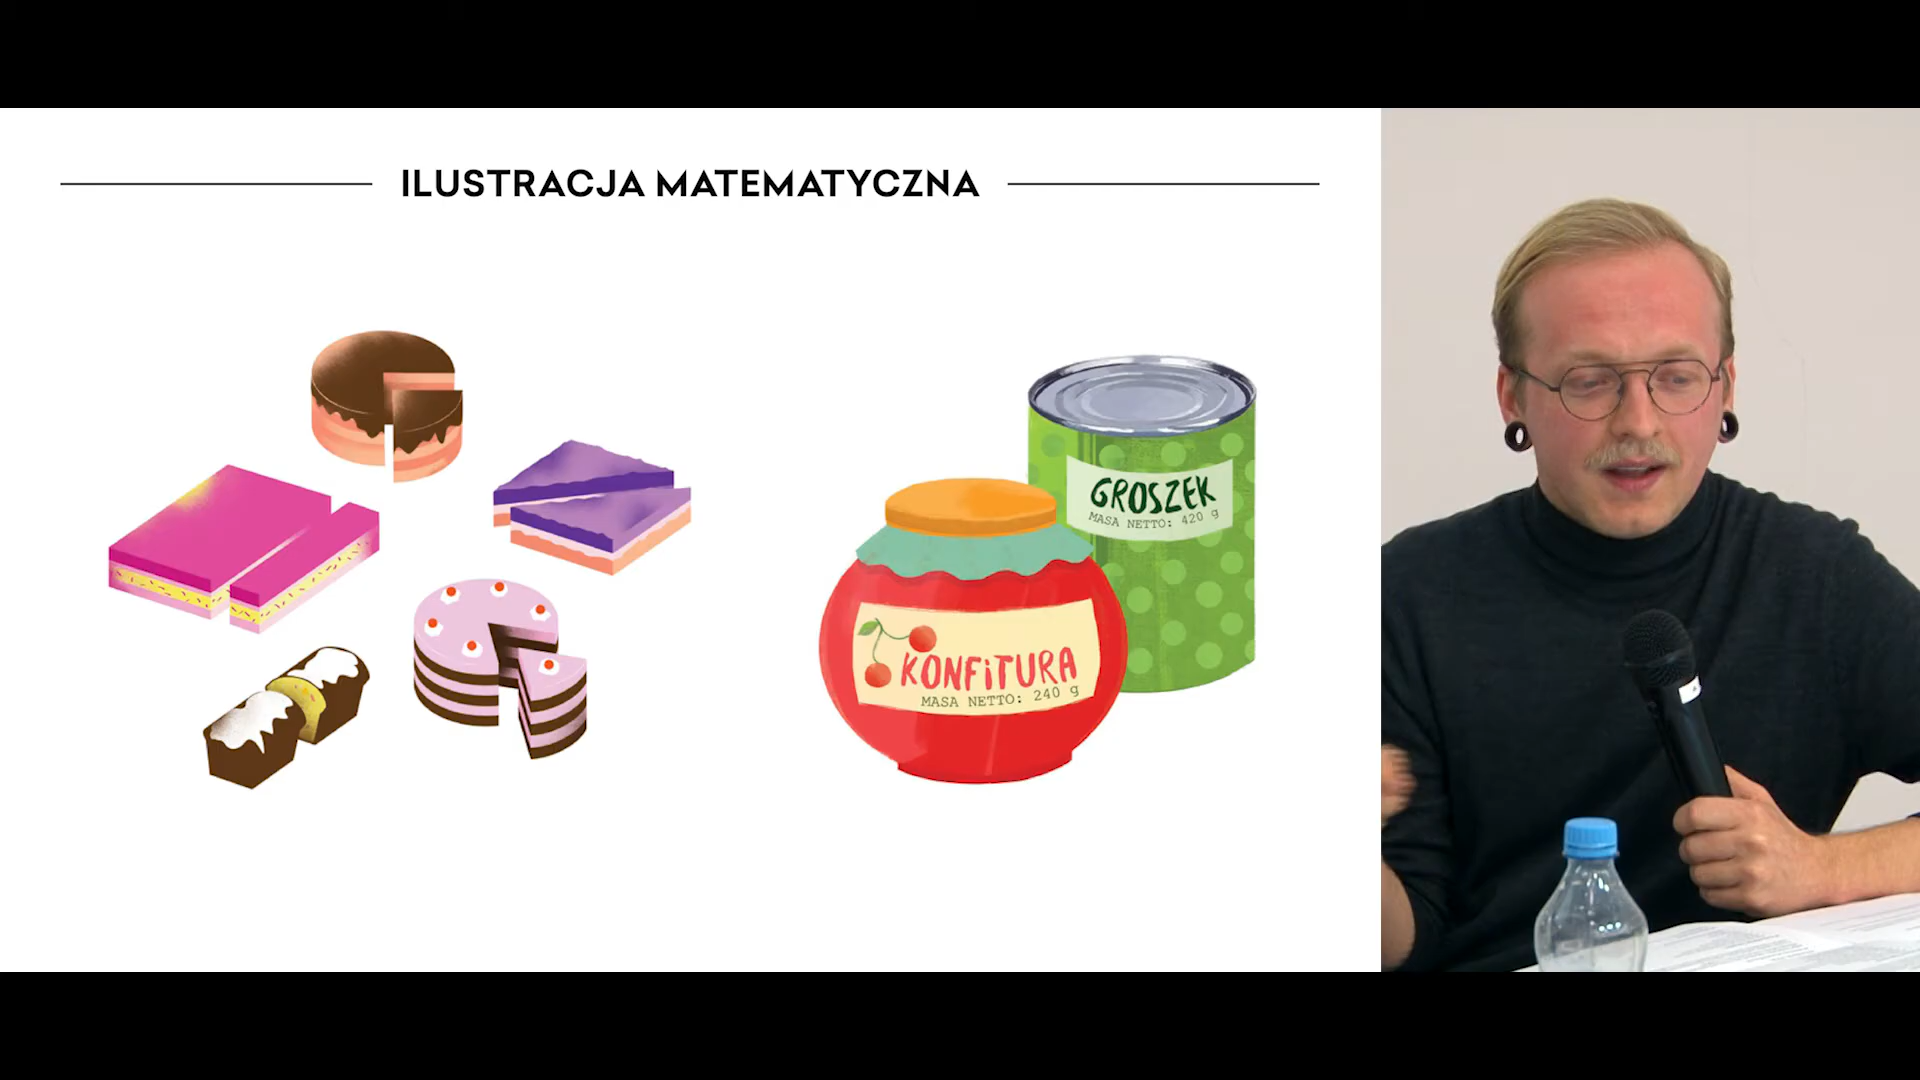 ILUSTRACJA MATEMATYCZNA
GROSZEK
MASA NETTO: 420 g
KONFiTURA
MASA NETTO: 240 g